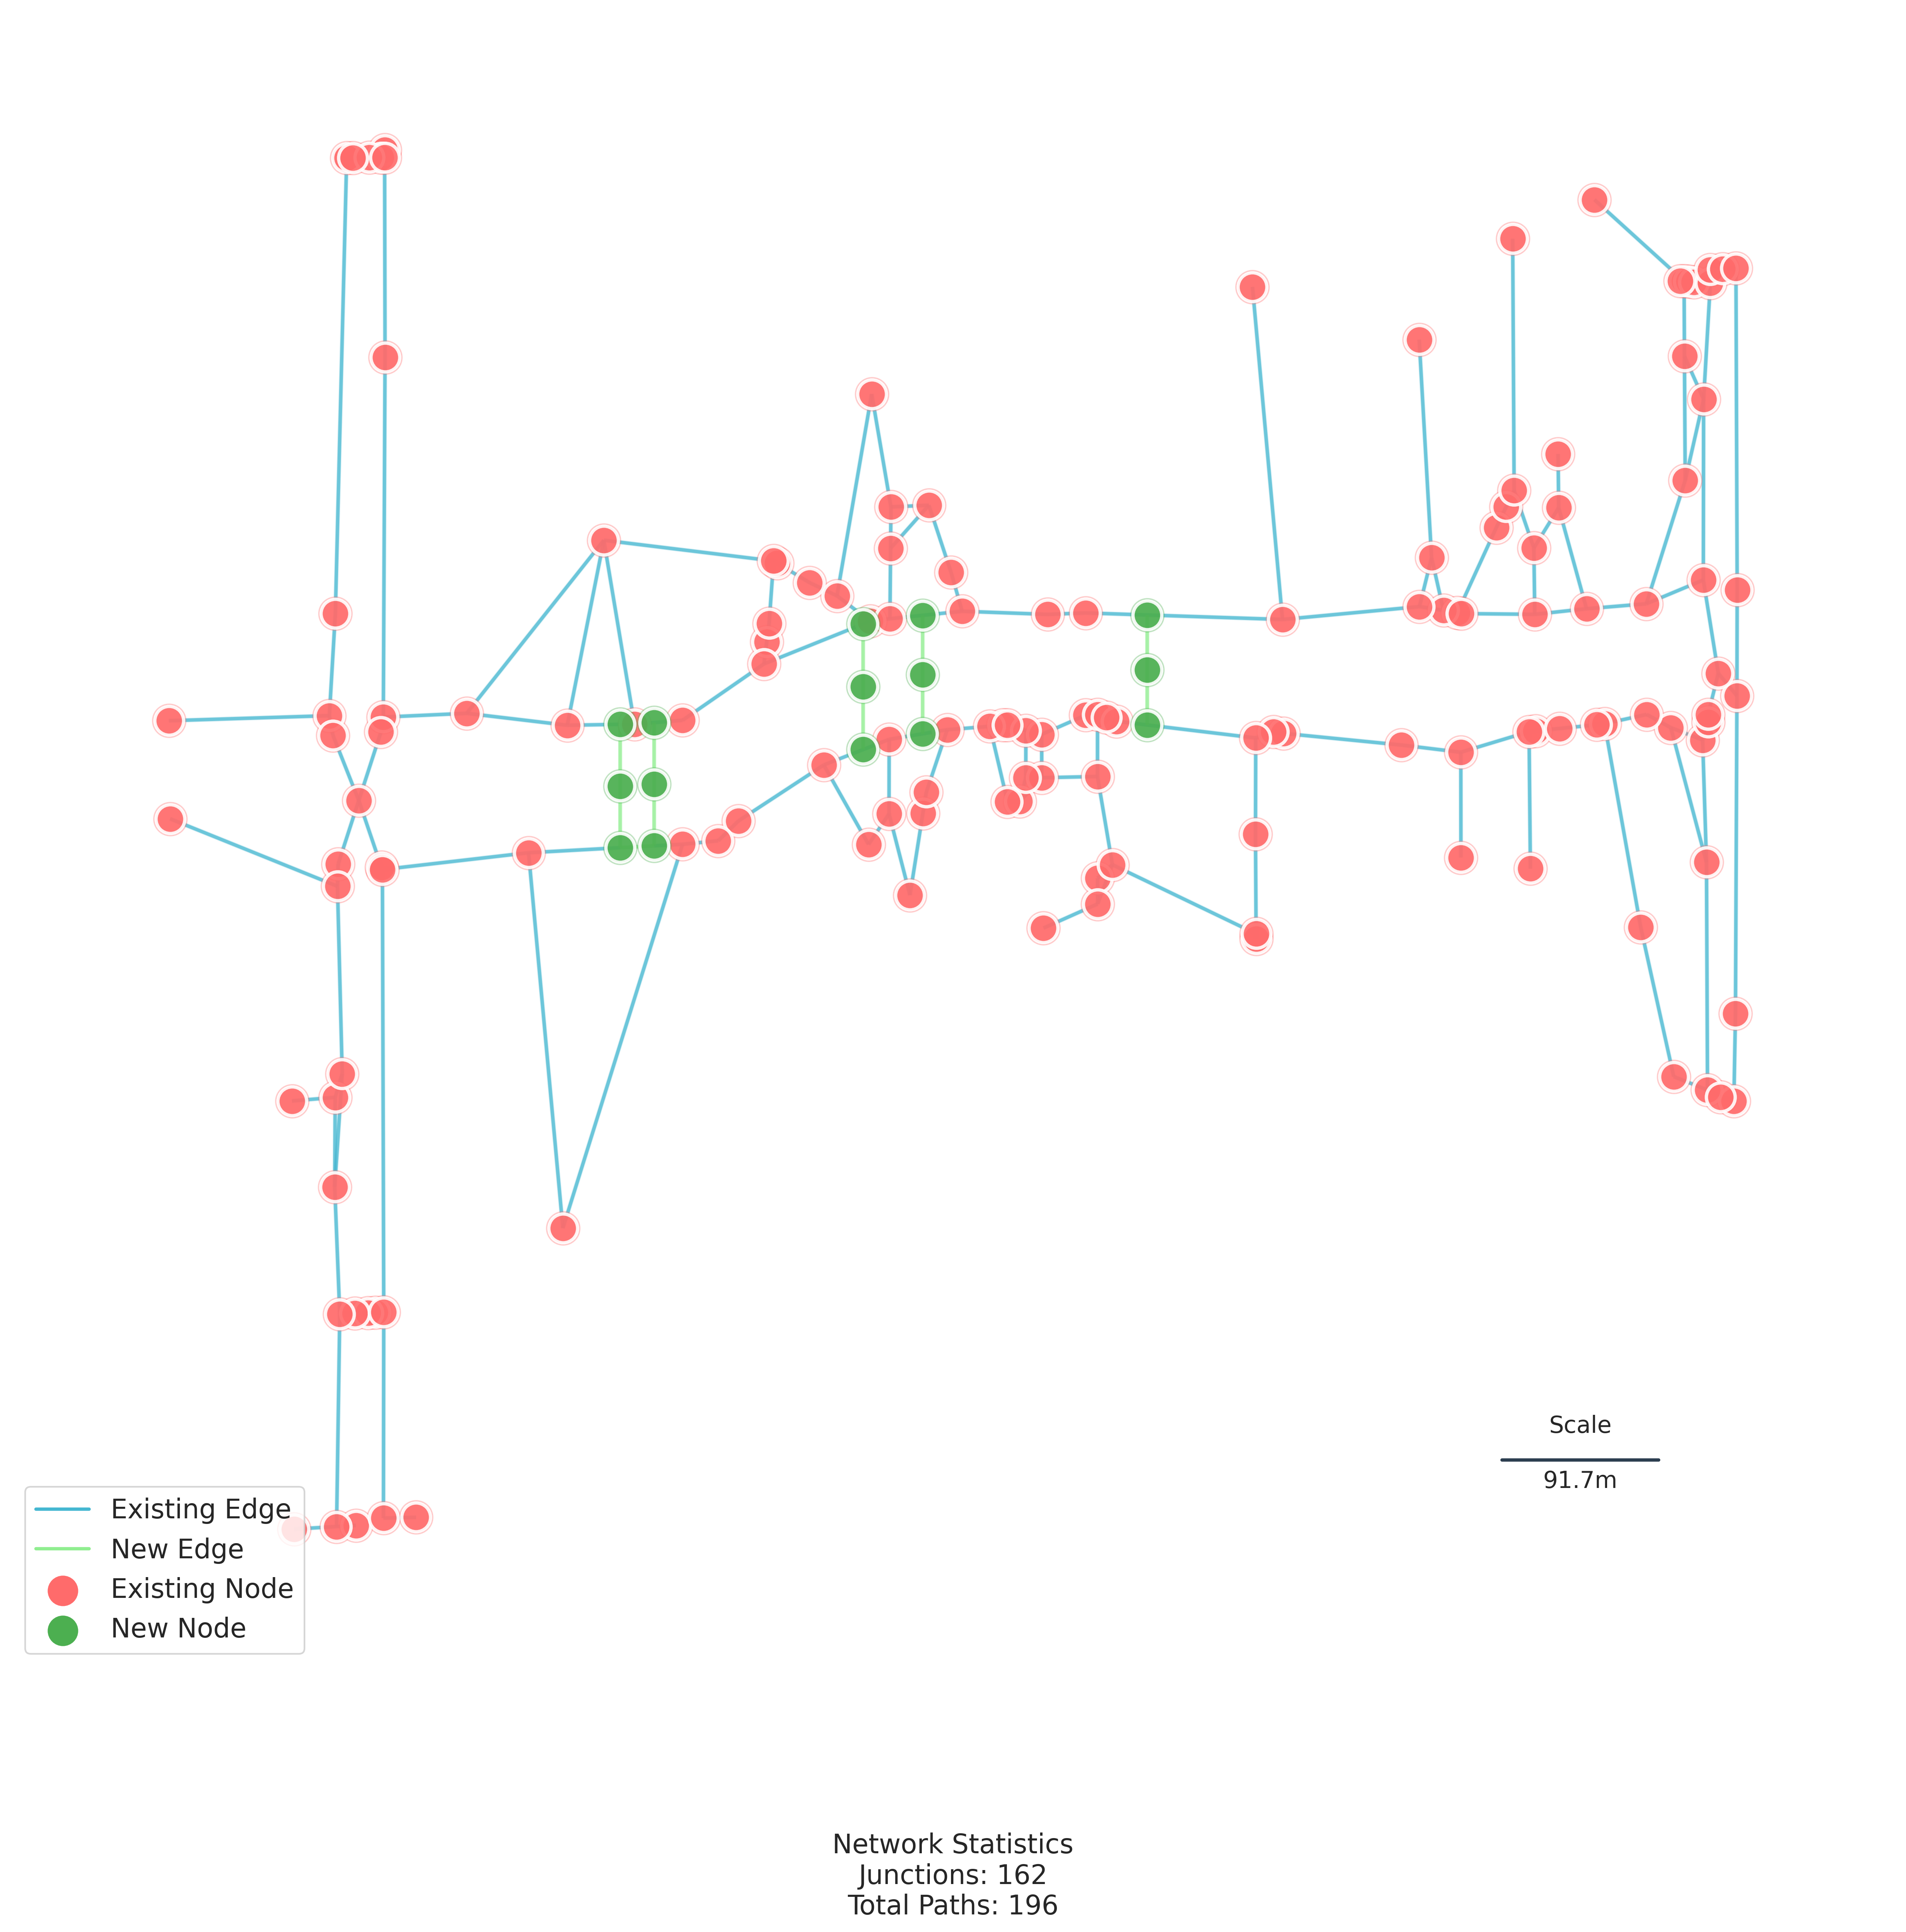 Scale
91.7m
Existing Edge
New Edge
Existing Node
New Node
Network Statistics
Junctions: 162
Total Paths: 196